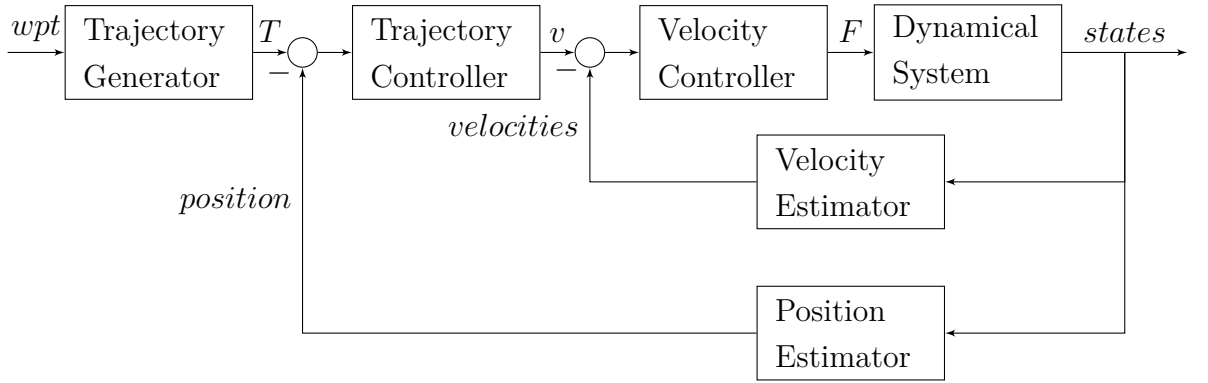 wpt
Trajectory
Generator
T
−
Trajectory
Controller
v
−
Velocity
Controller
F
Dynamical
System
states
velocities
Velocity
Estimator
position
Position
Estimator